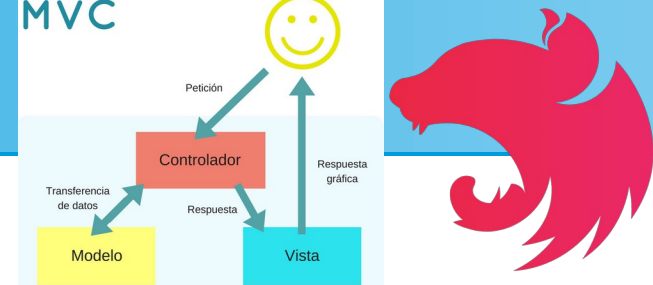 MVC
Petición
Controlador
Respuesta
gráfica
Transferencia
de datos
Respuesta
Modelo
Vista